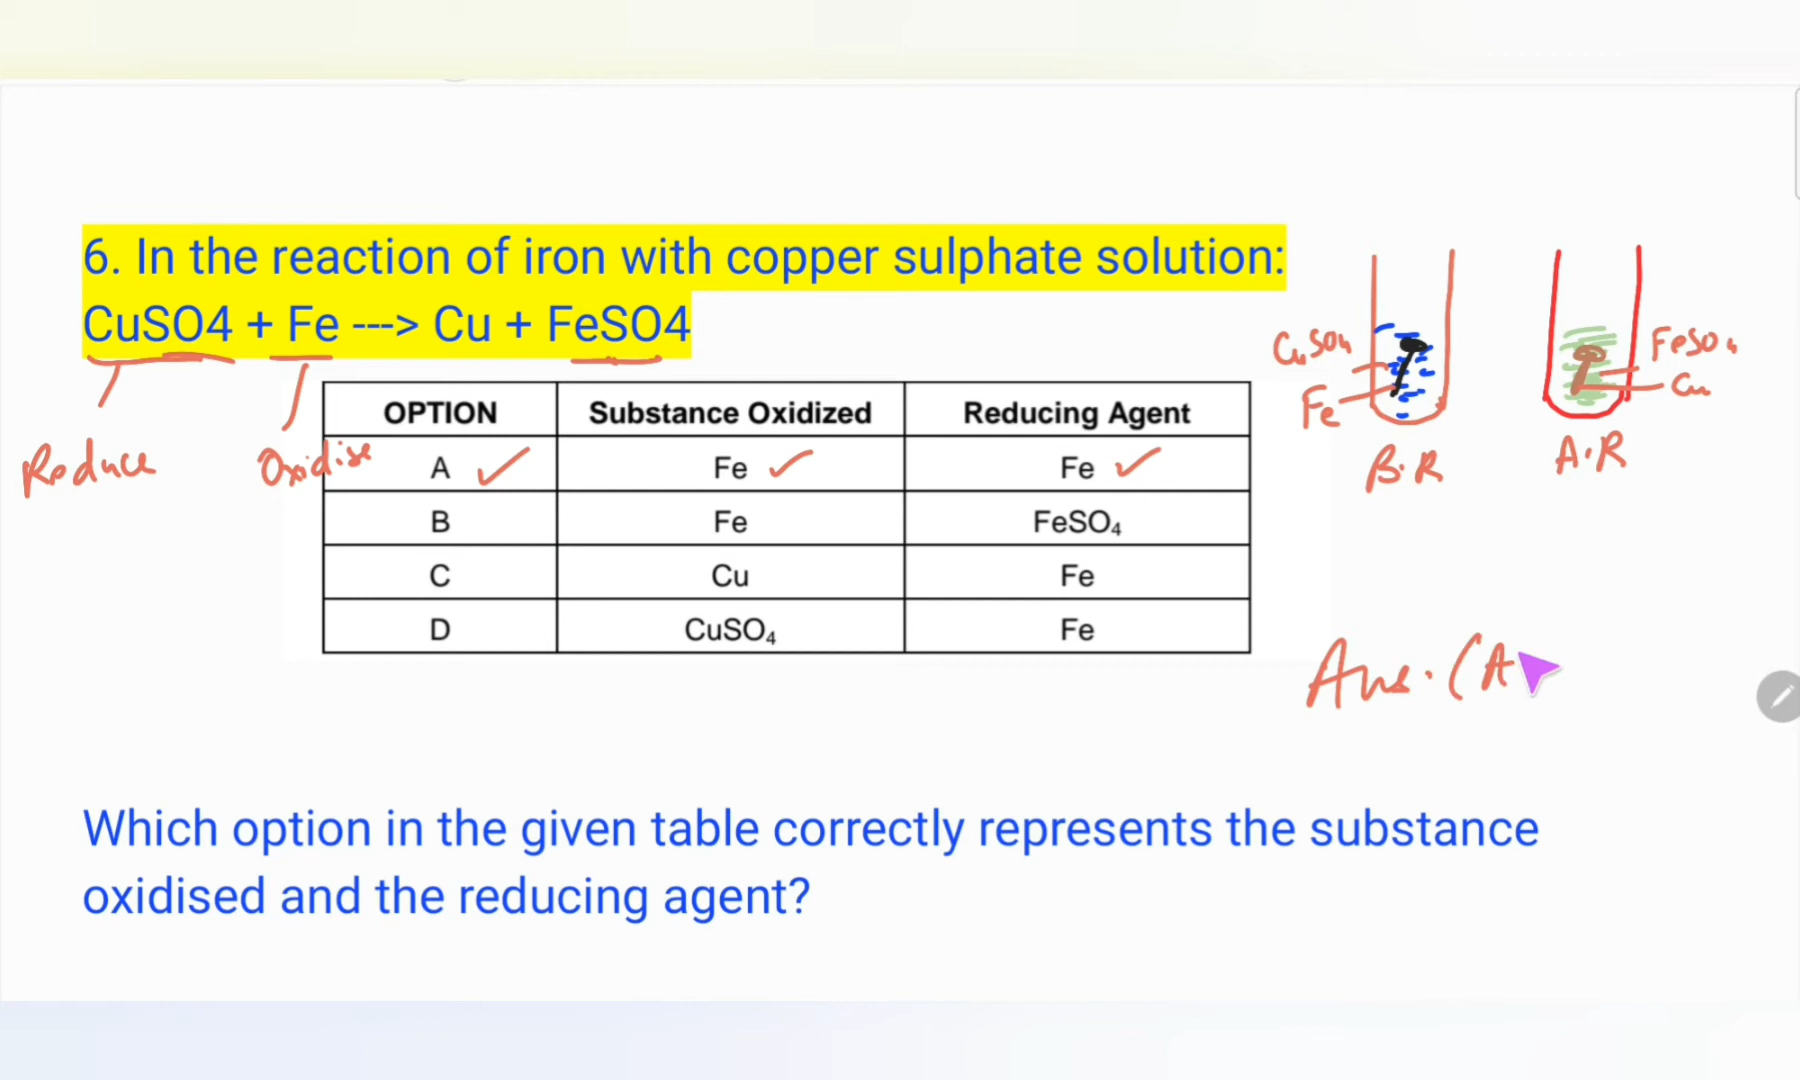 6. In the reaction of iron with copper sulphate solution:
CuSO4 + Fe ---> Cu + FeSO4
Reduce
Oxidise
OPTION Substance Oxidized Reducing Agent
A Fe Fe
B Fe FeSO₄
C Cu Fe
D CuSO₄ Fe
CuSO4
Fe
B.R
FeSO4
Cu
A.R
Ans. (A
Which option in the given table correctly represents the substance
oxidised and the reducing agent?